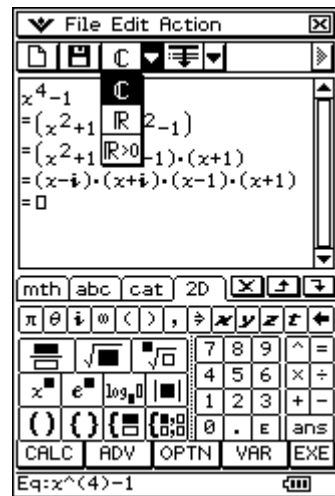 File Edit Action
ℂ
x⁴-1
ℂ
=(x²+1 ²-1)
ℝ
=(x²+1 -1)·(x+1)
ℝ>0
=(x-i)·(x+i)·(x-1)·(x+1)
=□
mth abc cat 2D
π θ i ∞ ( ) , ⇒ x y z t ←
√■ ■√□ 7 8 9 ^ =
x■ e■ log■□ |■| 4 5 6 × ÷
1 2 3 + -
() {} {■ {■;8 0 . E ans
CALC ADV OPTN VAR EXE
Eq:x^(4)-1